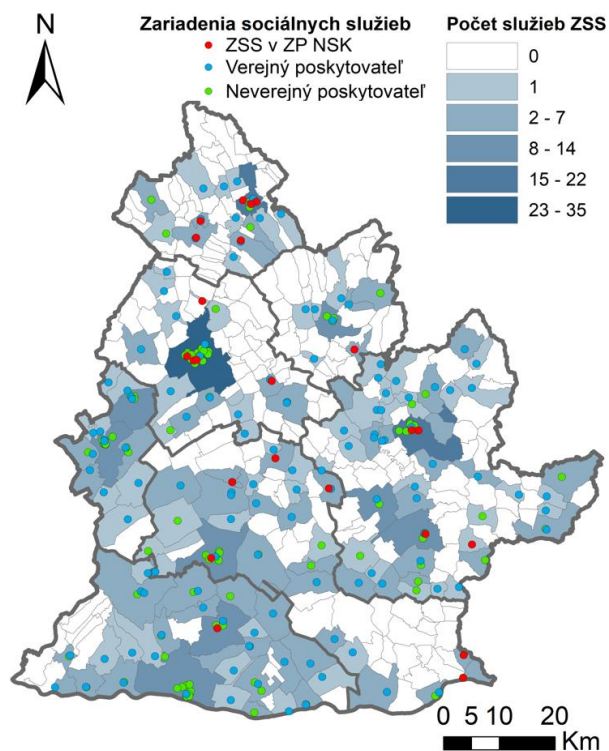 N
Zariadenia sociálnych služieb
ZSS v ZP NSK
Verejný poskytovateľ
Neverejný poskytovateľ
Počet služieb ZSS
0
1
2 - 7
8 - 14
15 - 22
23 - 35
0 5 10 20
Km